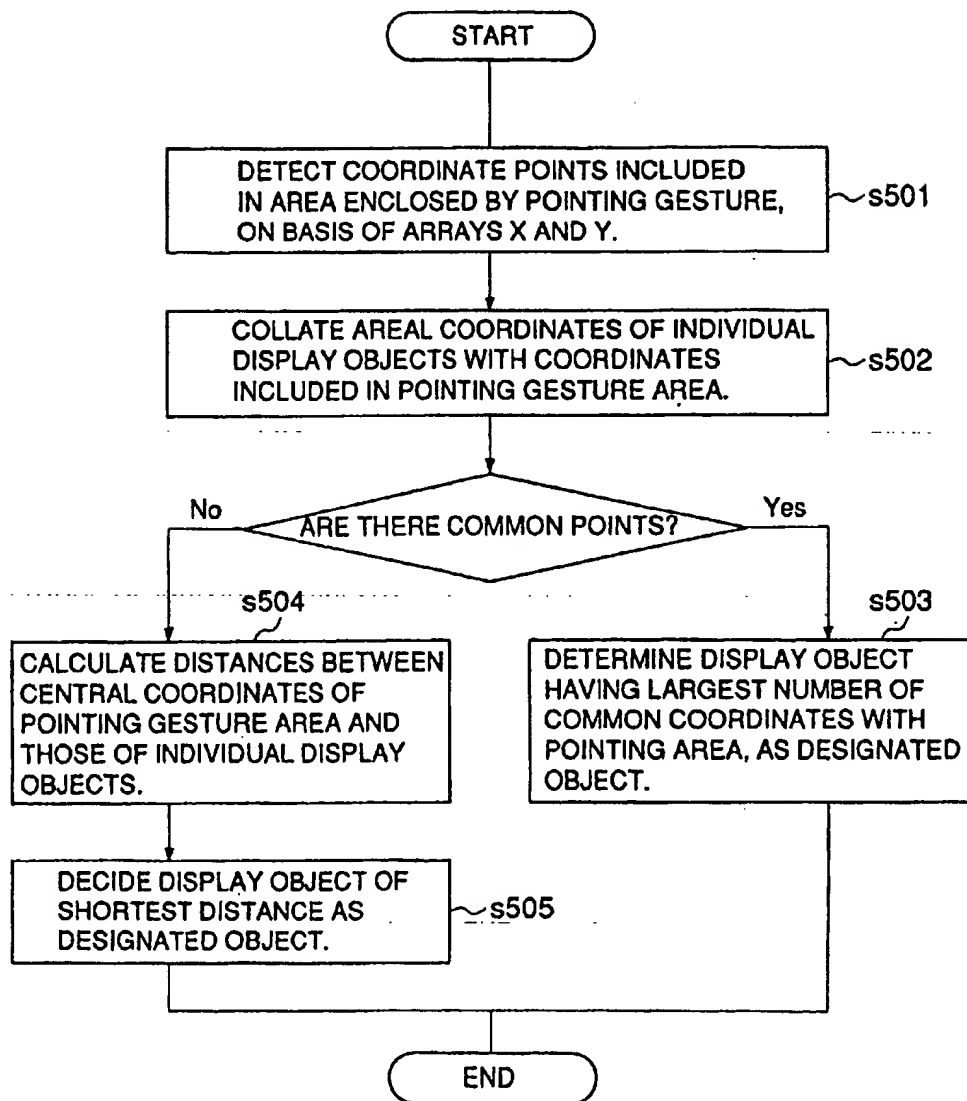 START
DETECT COORDINATE POINTS INCLUDED
IN AREA ENCLOSED BY POINTING GESTURE,
ON BASIS OF ARRAYS X AND Y.
s501
COLLATE AREAL COORDINATES OF INDIVIDUAL
DISPLAY OBJECTS WITH COORDINATES
INCLUDED IN POINTING GESTURE AREA.
s502
No
ARE THERE COMMON POINTS?
Yes
s504
CALCULATE DISTANCES BETWEEN
CENTRAL COORDINATES OF
POINTING GESTURE AREA AND
THOSE OF INDIVIDUAL DISPLAY
OBJECTS.
s503
DETERMINE DISPLAY OBJECT
HAVING LARGEST NUMBER OF
COMMON COORDINATES WITH
POINTING AREA, AS DESIGNATED
OBJECT.
DECIDE DISPLAY OBJECT OF
SHORTEST DISTANCE AS
DESIGNATED OBJECT.
s505
END